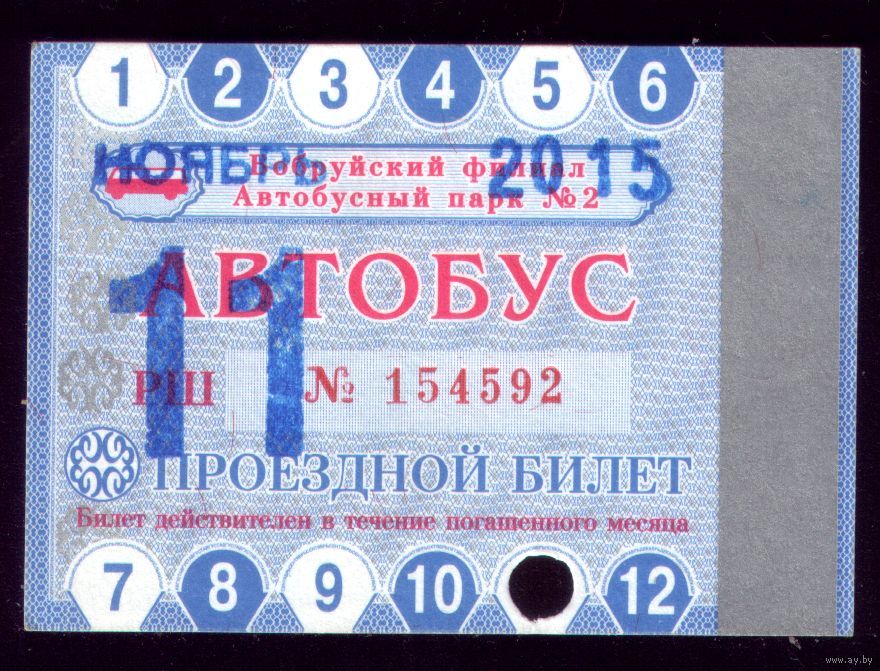 1 2 3 4 5 6
НОЯБРЬ 2015
Бобруйский филиал
Автобусный парк №2
АВТОБУС
11
РШ № 154592
ПРОЕЗДНОЙ БИЛЕТ
Билет действителен в течение погашенного месяца
7 8 9 10 12
www.ay.by